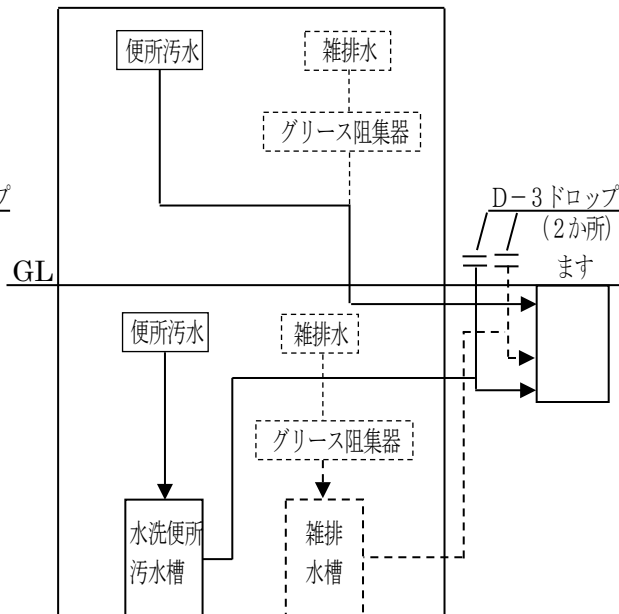 便所汚水
雑排水
グリース阻集器
プ
D-3ドロップ
(2か所)
ます
GL
便所汚水
雑排水
グリース阻集器
水洗便所
汚水槽
雑排
水槽